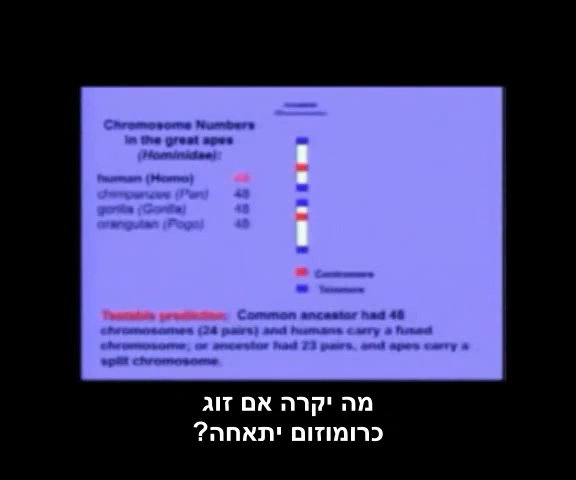 Chromosome Numbers
in the great apes
(Hominidae):
human (Homo) 46
chimpanzee (Pan) 48
gorilla (Gorilla) 48
orangutan (Pogo) 48
Centromere
Telomere
Testable prediction: Common ancestor had 48
chromosomes (24 pairs) and humans carry a fused
chromosome; or ancestor had 23 pairs, and apes carry a
split chromosome.
מה יקרה אם זוג
כרומוזום יתאחה?